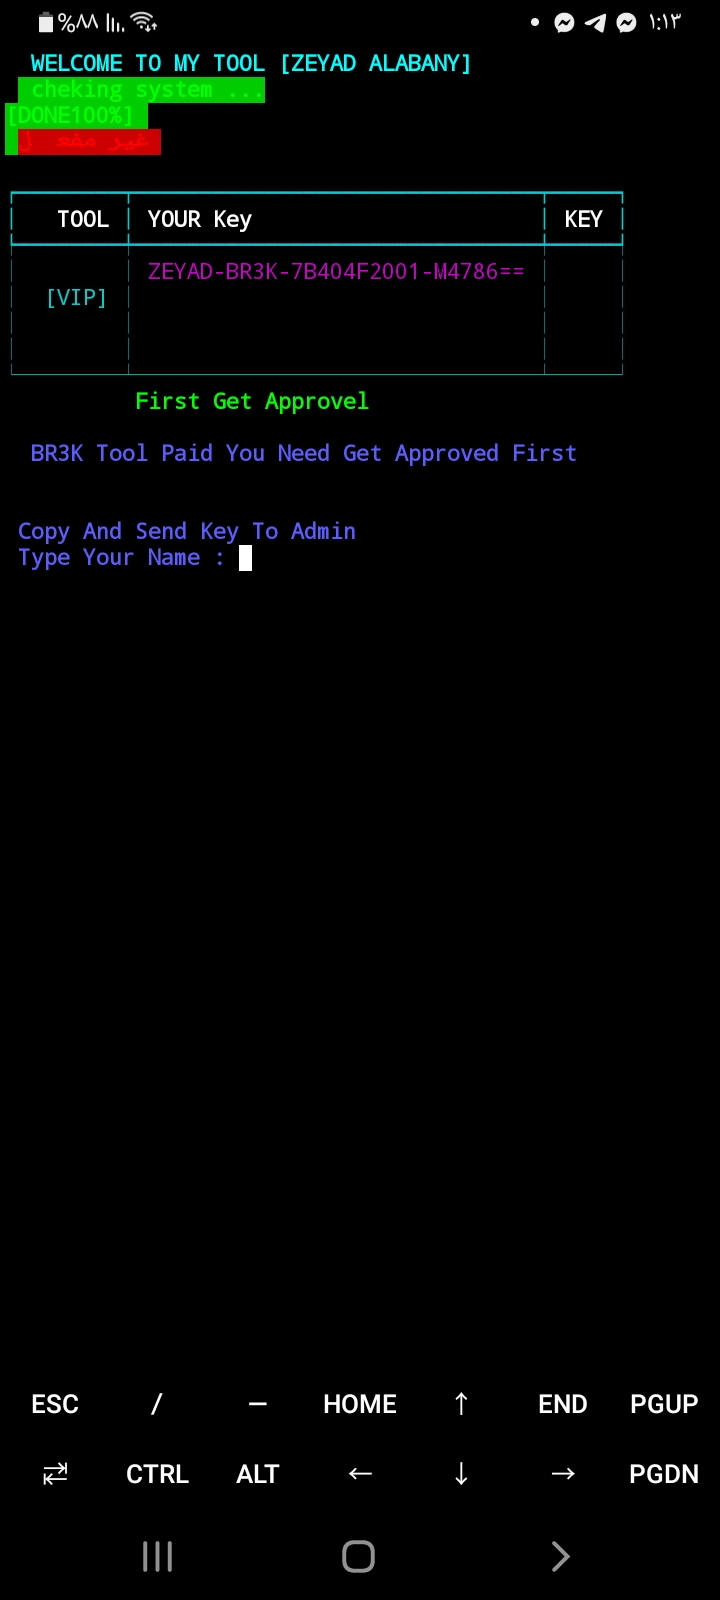 %٨٨ ١:١٣
WELCOME TO MY TOOL [ZEYAD ALABANY]
cheking system ...
[DONE100%]
غير مفعـ ل
TOOL YOUR Key KEY
ZEYAD-BR3K-7B404F2001-M4786==
[VIP]
First Get Approvel
BR3K Tool Paid You Need Get Approved First
Copy And Send Key To Admin
Type Your Name :
ESC / — HOME ↑ END PGUP
⇄ CTRL ALT ← ↓ → PGDN